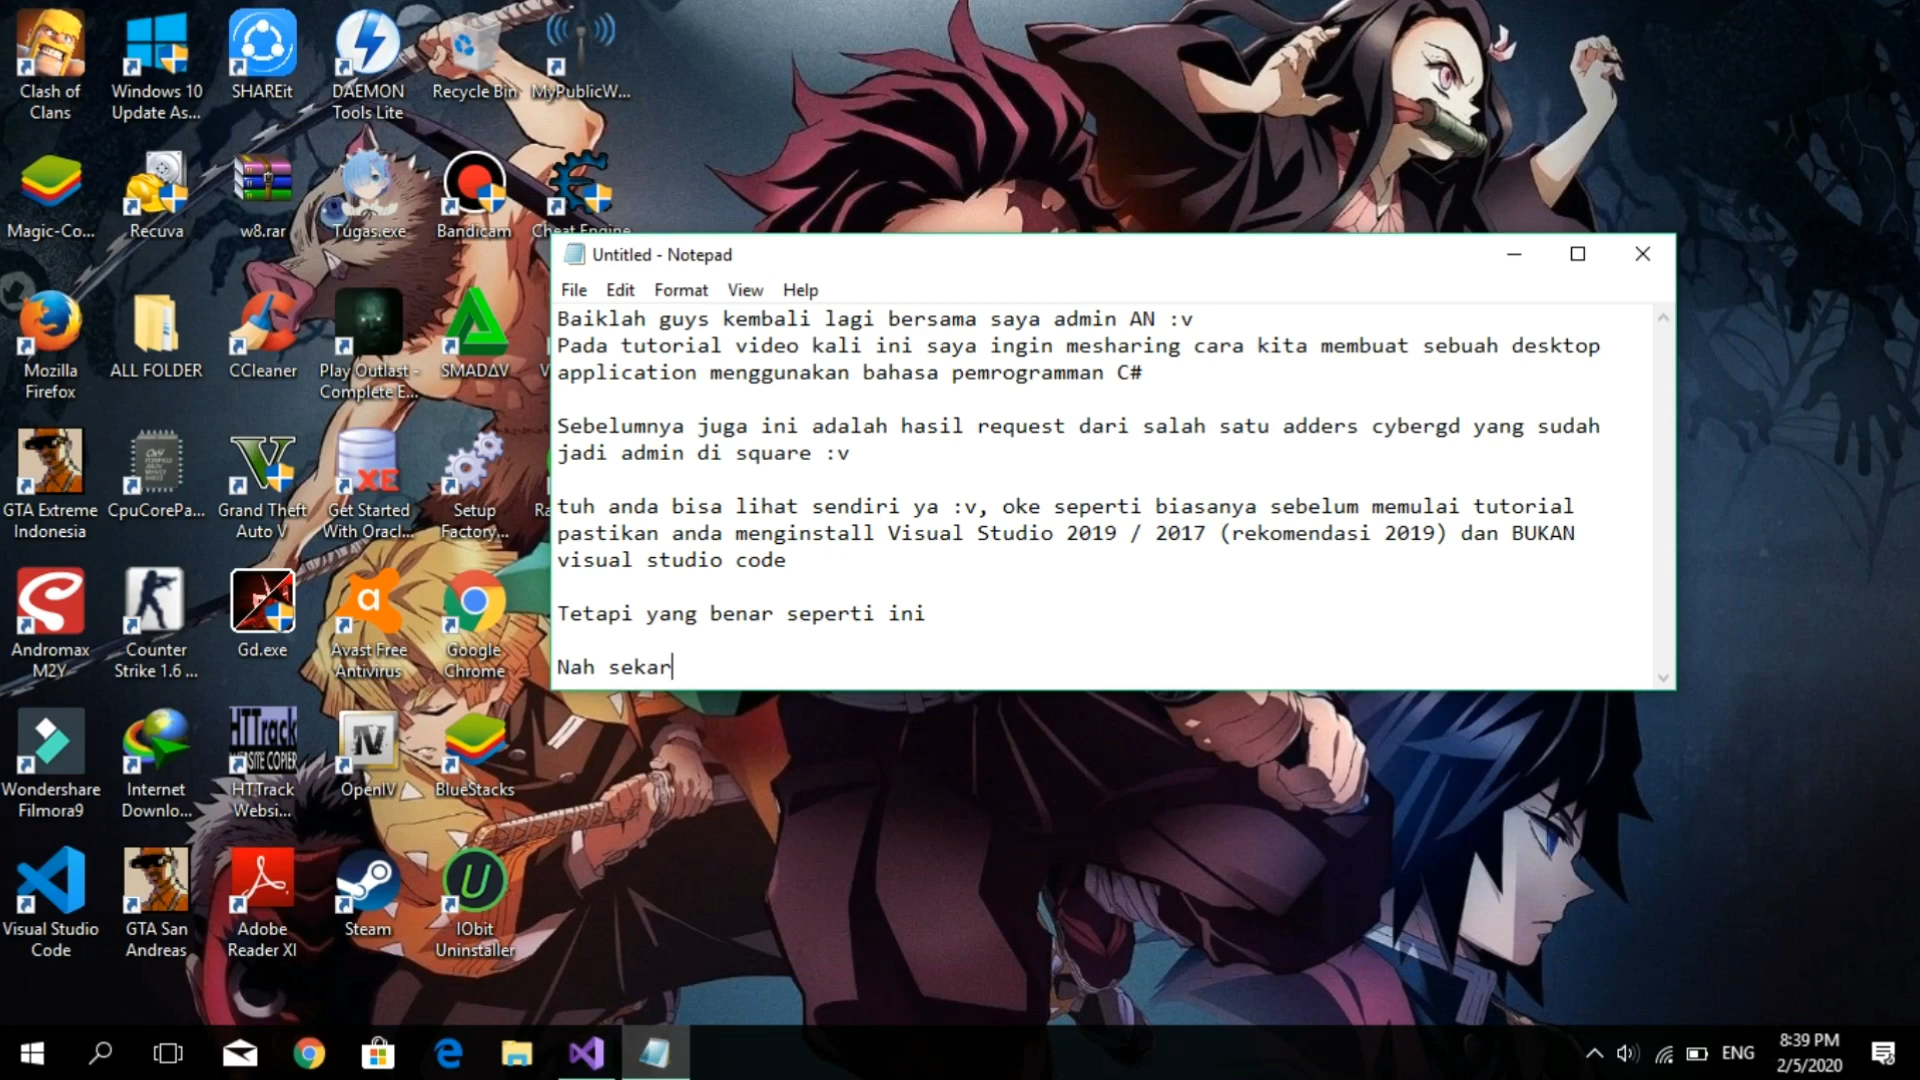 Clash of
Clans
Windows 10
Update As...
SHAREit
DAEMON
Tools Lite
Recycle Bin
MyPublicW...
Magic-Co...
Recuva
w8.rar
Tugas.exe
Bandicam
Cheat Engine
Mozilla
Firefox
ALL FOLDER
CCleaner
Play Outlast -
Complete E...
SMADΔV
GTA Extreme
Indonesia
CpuCorePa...
Grand Theft
Auto V
XE
Get Started
With Oracl...
Setup
Factory...
Andromax
M2Y
Counter
Strike 1.6 ...
Gd.exe
Avast Free
Antivirus
Google
Chrome
Wondershare
Filmora9
Internet
Downlo...
HTTrack
WEBSITE COPIER
HTTrack
Websi...
IV
OpenIV
BlueStacks
Visual Studio
Code
GTA San
Andreas
Adobe
Reader XI
Steam
IObit
Uninstaller
Untitled - Notepad
File Edit Format View Help
Baiklah guys kembali lagi bersama saya admin AN :v
Pada tutorial video kali ini saya ingin mesharing cara kita membuat sebuah desktop
application menggunakan bahasa pemrogramman C#
Sebelumnya juga ini adalah hasil request dari salah satu adders cybergd yang sudah
jadi admin di square :v
tuh anda bisa lihat sendiri ya :v, oke seperti biasanya sebelum memulai tutorial
pastikan anda menginstall Visual Studio 2019 / 2017 (rekomendasi 2019) dan BUKAN
visual studio code
Tetapi yang benar seperti ini
Nah sekar
ENG
8:39 PM
2/5/2020